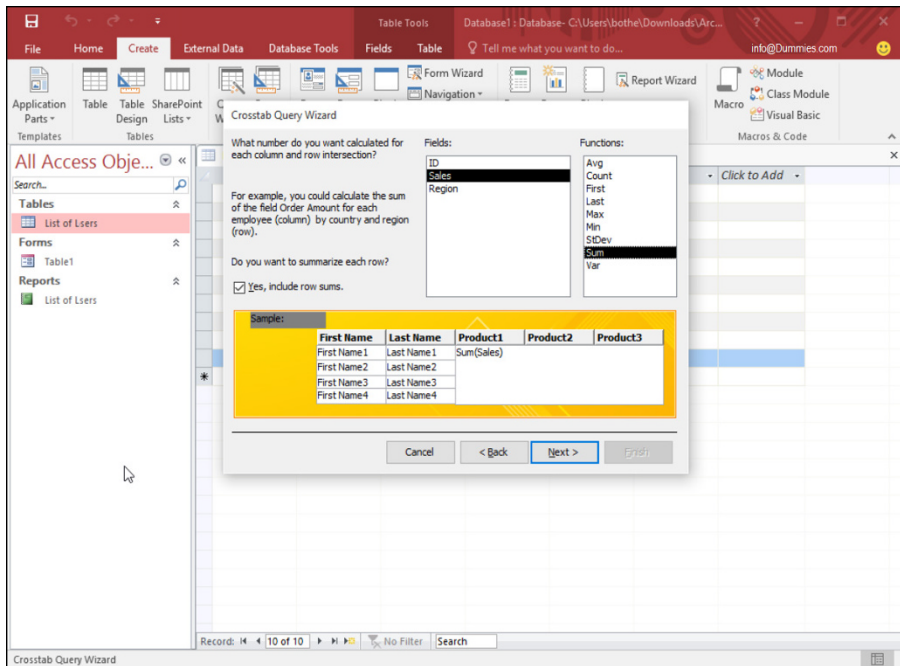 Table Tools
Database1 : Database- C:\Users\bothe\Downloads\Arc...
?
File Home Create External Data Database Tools Fields Table Tell me what you want to do...
info@Dummies.com
Application Parts
Templates
Table
Table Design
SharePoint Lists
Tables
Form Wizard
Navigation
Report Wizard
Macro
Module
Class Module
Visual Basic
Macros & Code
All Access Obje...
Search...
Tables
List of Lsers
Forms
Table1
Reports
List of Lsers
Click to Add
Crosstab Query Wizard
What number do you want calculated for
each column and row intersection?
For example, you could calculate the sum
of the field Order Amount for each
employee (column) by country and region
(row).
Do you want to summarize each row?
Yes, include row sums.
Fields:
ID
Sales
Region
Functions:
Avg
Count
First
Last
Max
Min
StDev
Sum
Var
Sample:
First Name Last Name Product1 Product2 Product3
First Name1 Last Name1 Sum(Sales)
First Name2 Last Name2
First Name3 Last Name3
First Name4 Last Name4
Cancel < Back Next > Finish
Record: 10 of 10 No Filter Search
Crosstab Query Wizard